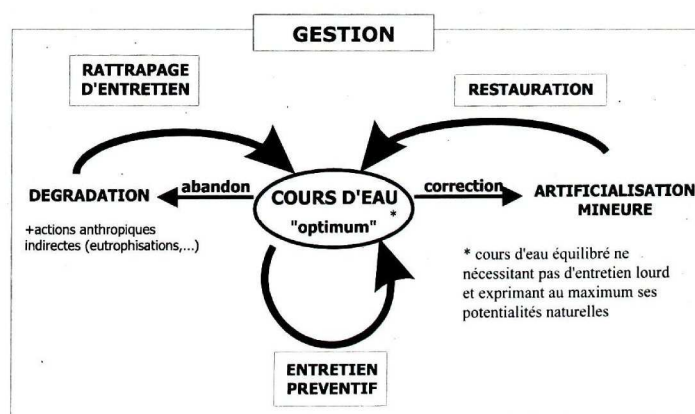 GESTION
RATTRAPAGE
D'ENTRETIEN
RESTAURATION
DEGRADATION
abandon
COURS D'EAU
"optimum" *
correction
ARTIFICIALISATION
MINEURE
+actions anthropiques
indirectes (eutrophisations,...)
* cours d'eau équilibré ne
nécessitant pas d'entretien lourd
et exprimant au maximum ses
potentialités naturelles
ENTRETIEN
PREVENTIF